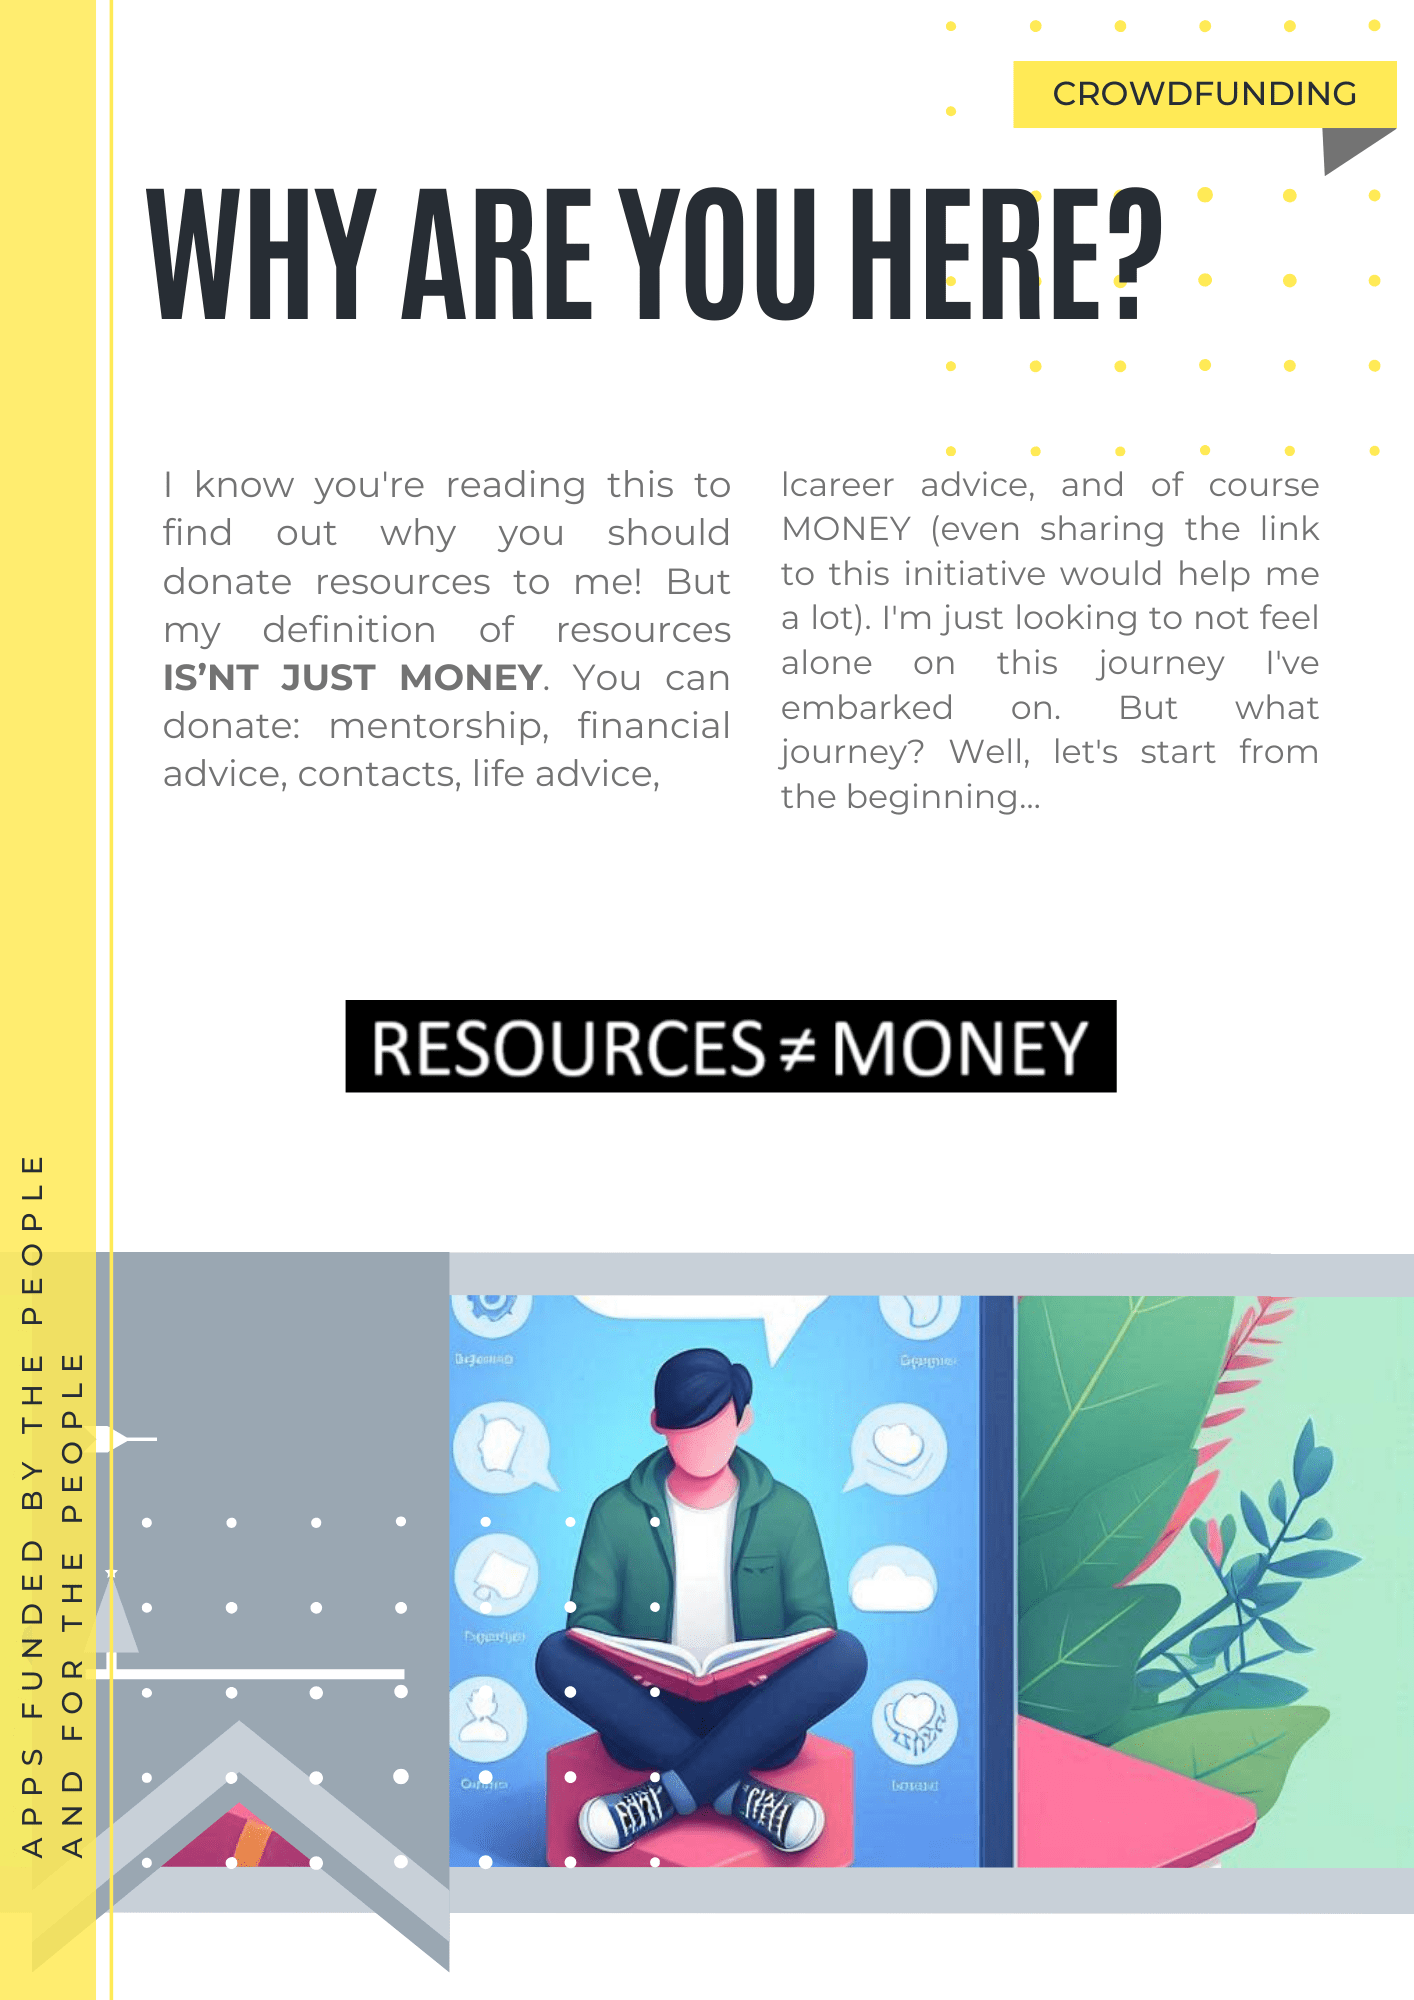 CROWDFUNDING
WHY ARE YOU HERE?
I know you're reading this to
find out why you should
donate resources to me! But
my definition of resources
IS’NT JUST MONEY. You can
donate: mentorship, financial
advice, contacts, life advice,
lcareer advice, and of course
MONEY (even sharing the link
to this initiative would help me
a lot). I'm just looking to not feel
alone on this journey I've
embarked on. But what
journey? Well, let's start from
the beginning...
RESOURCES ≠ MONEY
APPS FUNDED BY THE PEOPLE
AND FOR THE PEOPLE